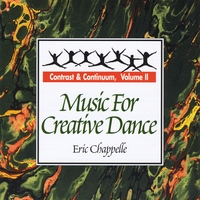 Contrast & Continuum, Volume II
Music For
Creative Dance
Eric Chappelle